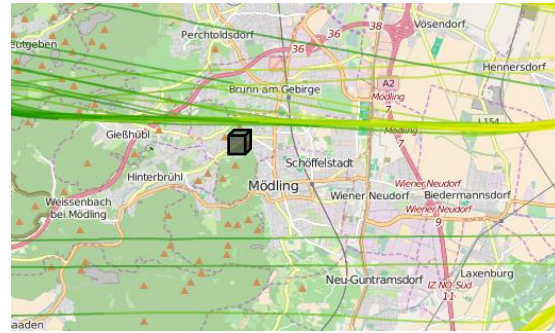 Vösendorf
38
36
eutgeben
Perchtoldsdorf
36
Hennersdorf
A2
Brunn am Gebirge
Mödling
7
L154
Mödling
7
Gießhübl
Schöffelstadt
Hinterbrühl
Mödling
Wiener Neudorf
Wiener Neudorf
Biedermannsdorf
Weissenbach
bei Mödling
Wiener Neudorf
9
Laxenburg
Neu-Guntramsdorf
IZ NÖ Süd
11
aaden